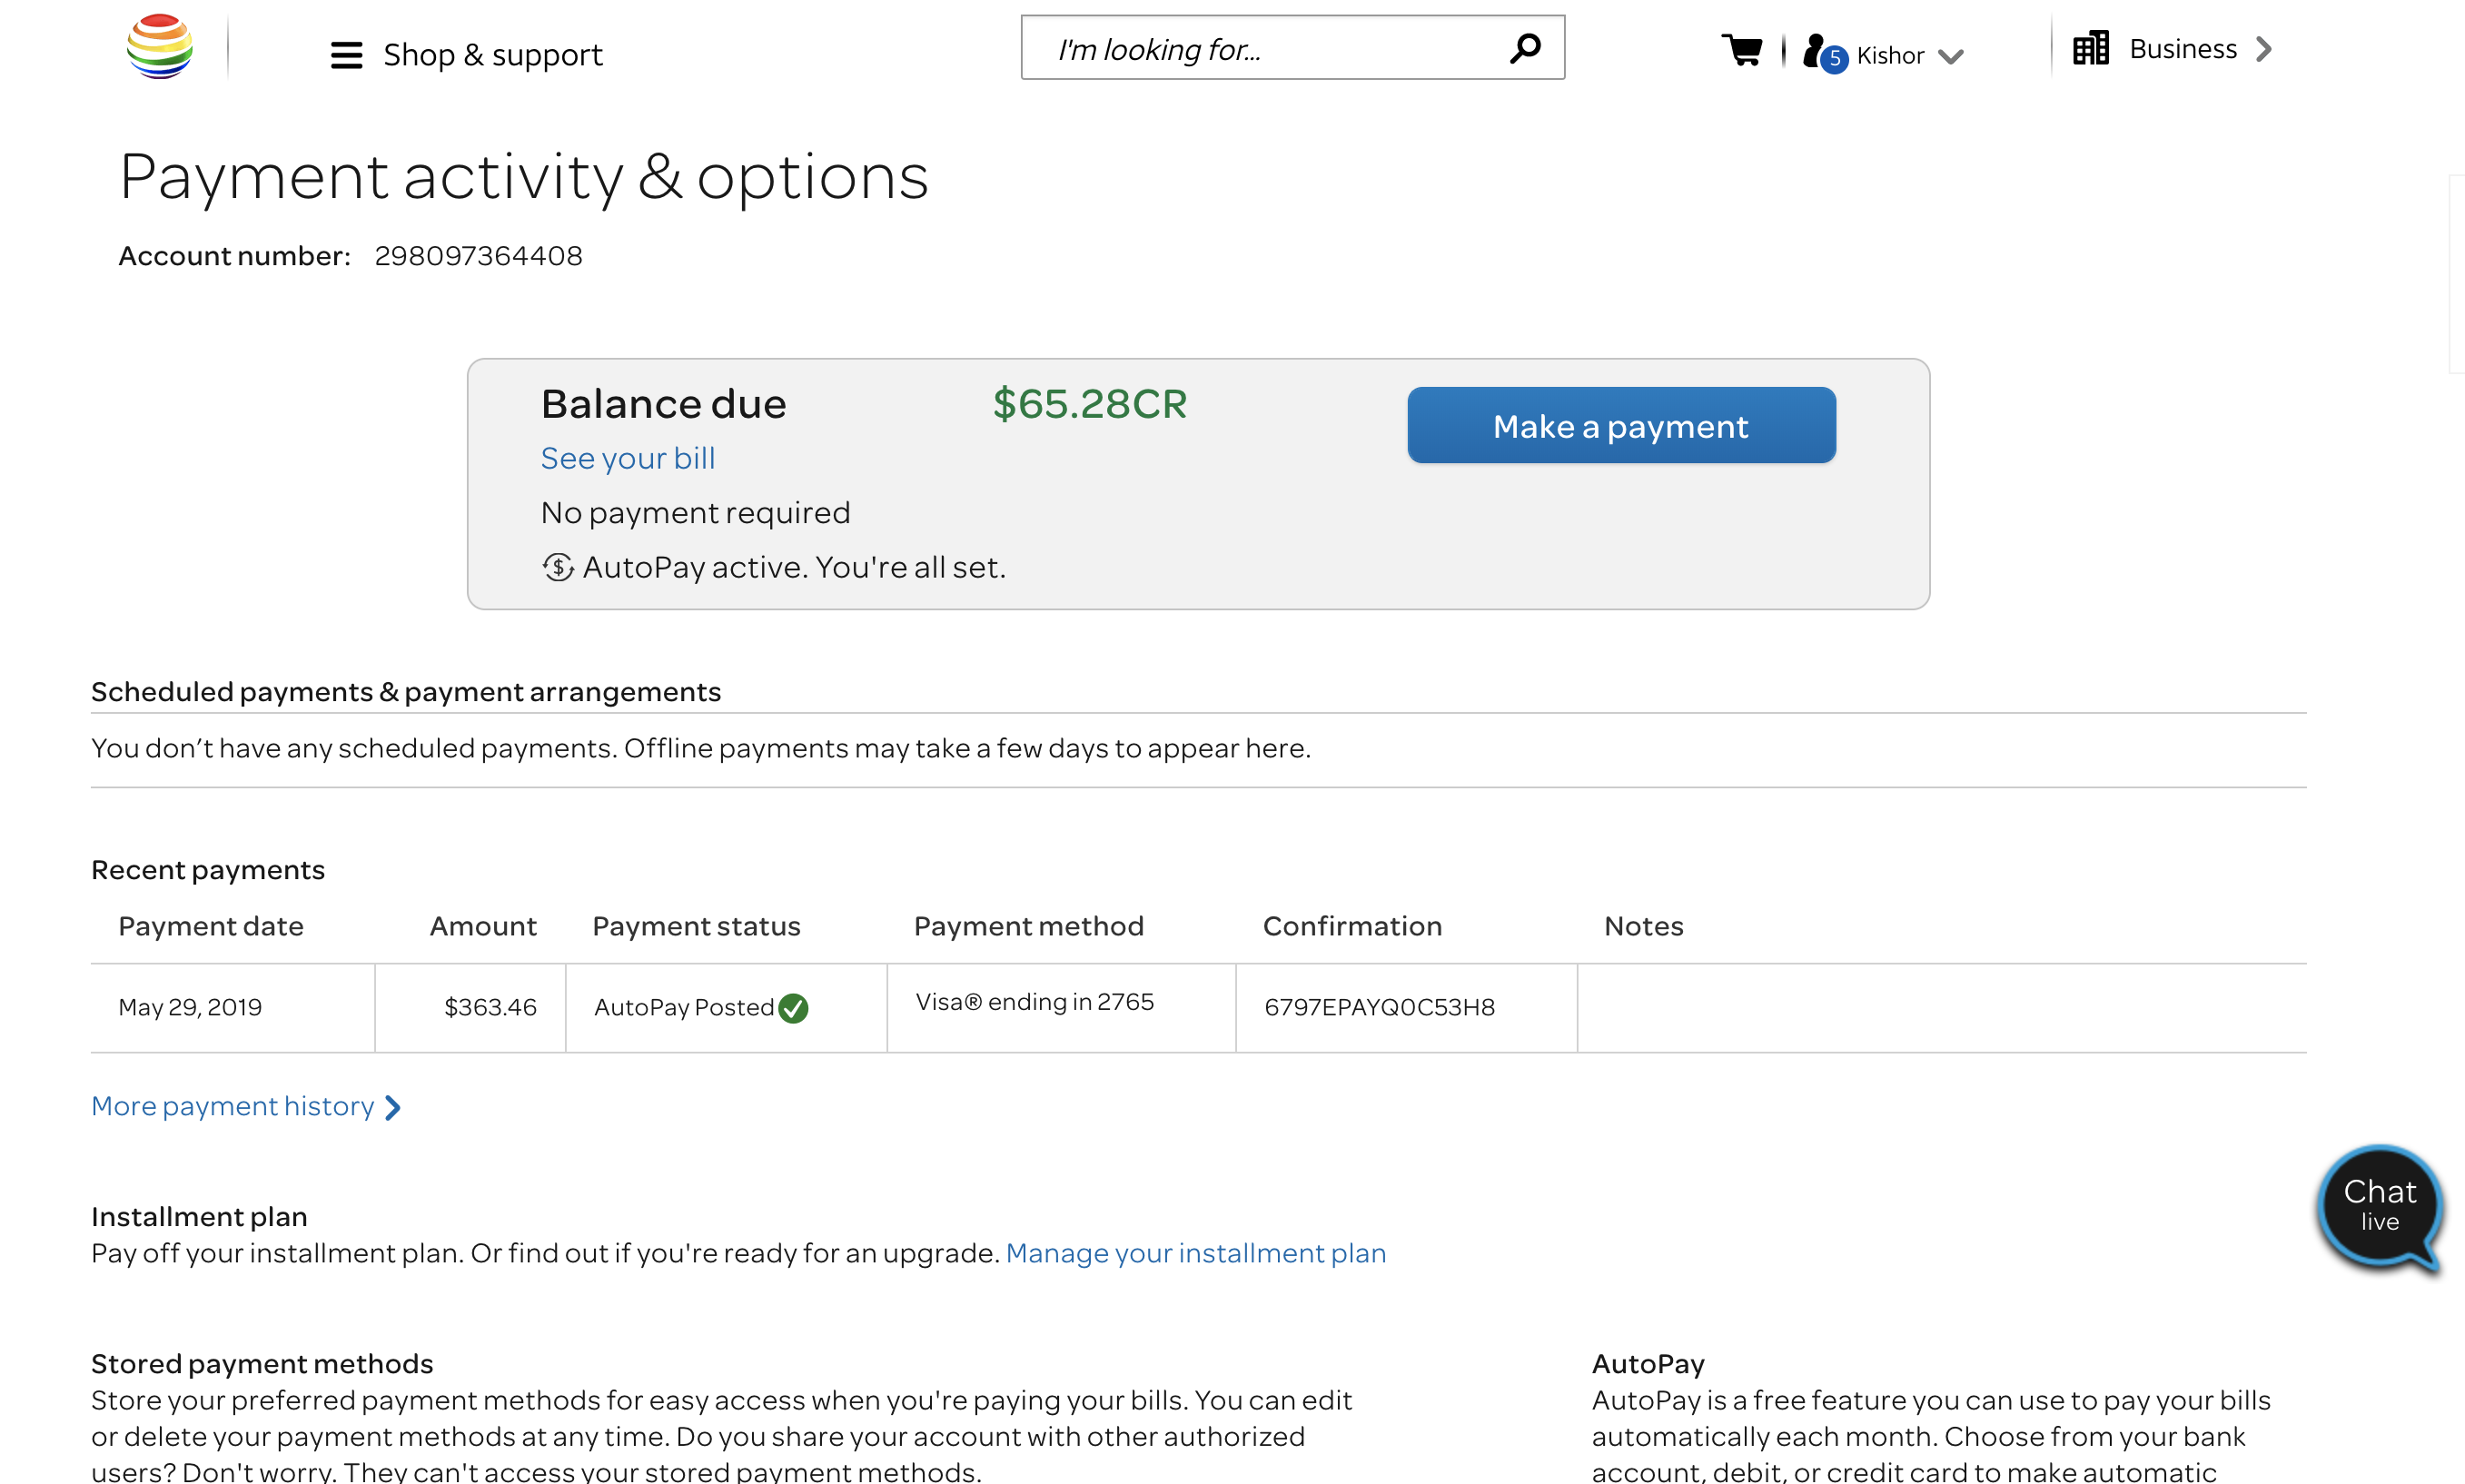 Shop & support
I'm looking for...
5 Kishor
Business
Payment activity & options
Account number: 298097364408
Balance due $65.28CR
Make a payment
See your bill
No payment required
$ AutoPay active. You're all set.
Scheduled payments & payment arrangements
You don’t have any scheduled payments. Offline payments may take a few days to appear here.
Recent payments
Payment date Amount Payment status Payment method Confirmation Notes
May 29, 2019 $363.46 AutoPay Posted Visa® ending in 2765 6797EPAYQ0C53H8
More payment history
Chat
live
Installment plan
Pay off your installment plan. Or find out if you're ready for an upgrade. Manage your installment plan
Stored payment methods
Store your preferred payment methods for easy access when you're paying your bills. You can edit
or delete your payment methods at any time. Do you share your account with other authorized
users? Don't worry. They can't access your stored payment methods.
AutoPay
AutoPay is a free feature you can use to pay your bills
automatically each month. Choose from your bank
account, debit, or credit card to make automatic